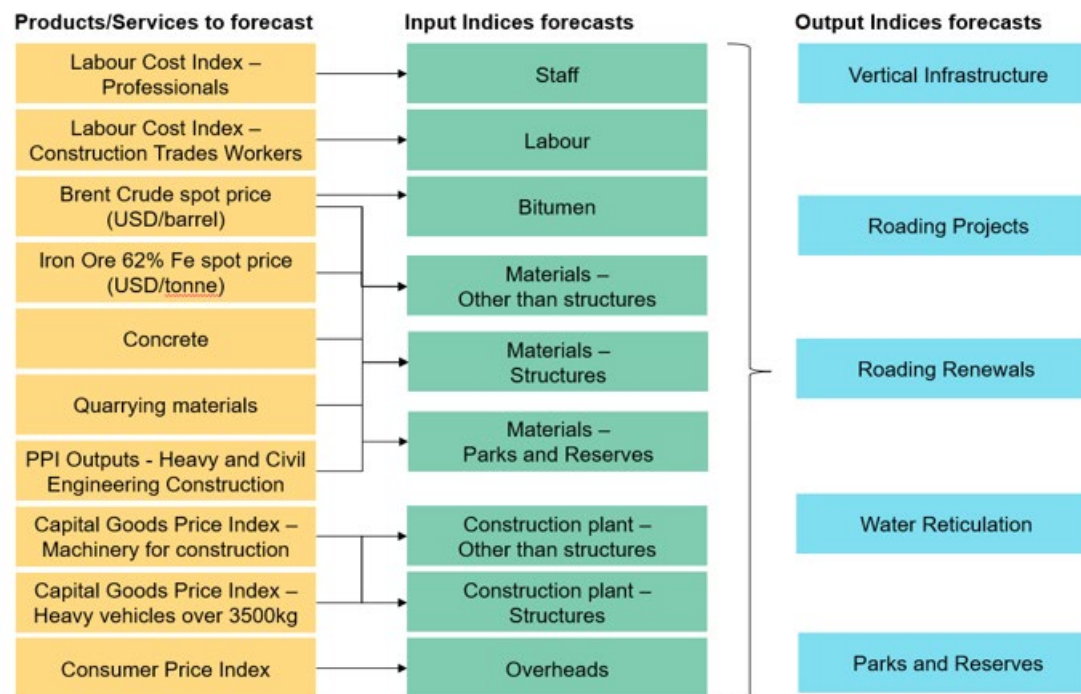 Products/Services to forecast
Input Indices forecasts
Output Indices forecasts
Labour Cost Index –
Professionals
Staff
Vertical Infrastructure
Labour Cost Index –
Construction Trades Workers
Labour
Brent Crude spot price
(USD/barrel)
Bitumen
Roading Projects
Iron Ore 62% Fe spot price
(USD/tonne)
Materials –
Other than structures
Concrete
Materials –
Structures
Roading Renewals
Quarrying materials
Materials –
Parks and Reserves
PPI Outputs - Heavy and Civil
Engineering Construction
Capital Goods Price Index –
Machinery for construction
Construction plant –
Other than structures
Water Reticulation
Capital Goods Price Index –
Heavy vehicles over 3500kg
Construction plant –
Structures
Consumer Price Index
Overheads
Parks and Reserves